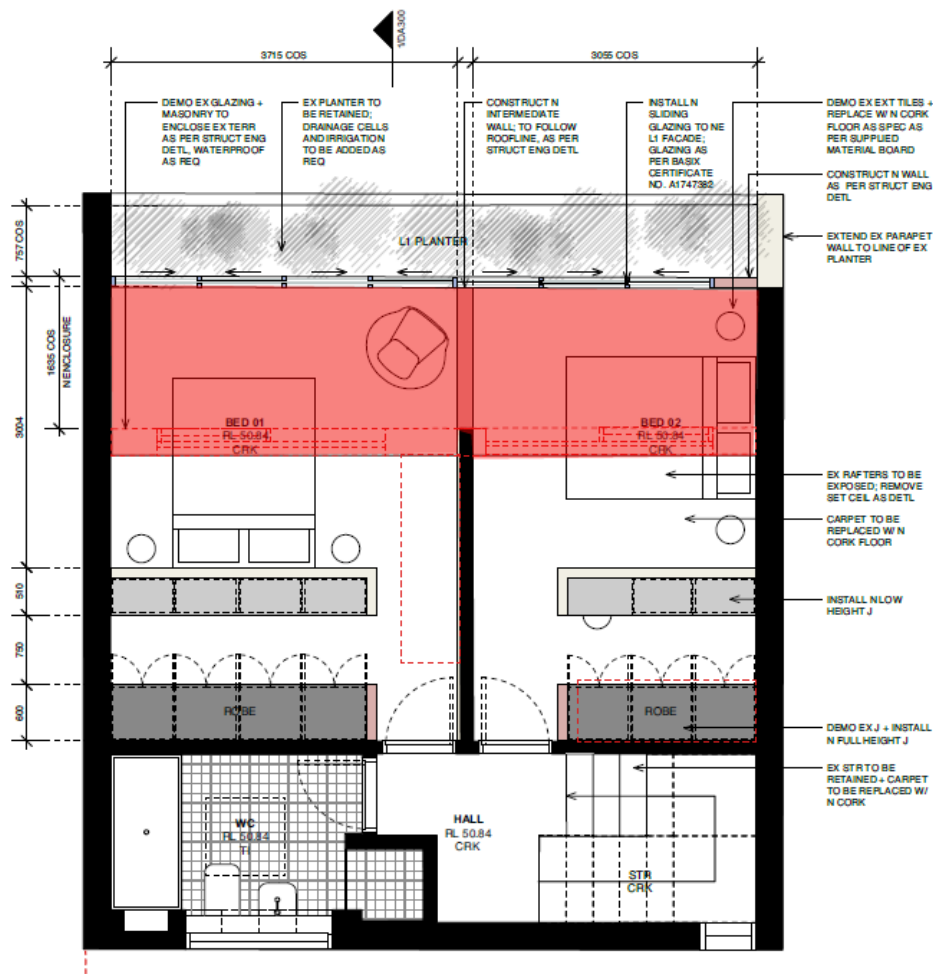 1/DA300
3715 COS
3055 COS
DEMO EX GLAZING +
MASONRY TO
ENCLOSE EX TERR
AS PER STRUCT ENG
DETL, WATERPROOF
AS REQ
EX PLANTER TO
BE RETAINED;
DRAINAGE CELLS
AND IRRIGATION
TO BE ADDED AS
REQ
CONSTRUCT N
INTERMEDIATE
WALL; TO FOLLOW
ROOFLINE, AS PER
STRUCT ENG DETL
INSTALL N
SLIDING
GLAZING TO NE
L1 FACADE;
GLAZING AS
PER BASIX
CERTIFICATE
NO. A1747382
DEMO EX EXT TILES +
REPLACE W/ N CORK
FLOOR AS SPEC AS
PER SUPPLIED
MATERIAL BOARD
CONSTRUCT N WALL
AS PER STRUCT ENG
DETL
EXTEND EX PARAPET
WALL TO LINE OF EX
PLANTER
757 COS
L1 PLANTER
1635 COS
N ENCLOSURE
3004
BED 01
RL 50.84
CRK
BED 02
RL 50.84
CRK
EX RAFTERS TO BE
EXPOSED; REMOVE
SET CEIL AS DETL
CARPET TO BE
REPLACED W/ N
CORK FLOOR
510
INSTALL N LOW
HEIGHT J
750
600
ROBE
ROBE
DEMO EX J + INSTALL
N FULL HEIGHT J
EX STR TO BE
RETAINED + CARPET
TO BE REPLACED W/
N CORK
WC
RL 50.84
TI
HALL
RL 50.84
CRK
STR
CRK